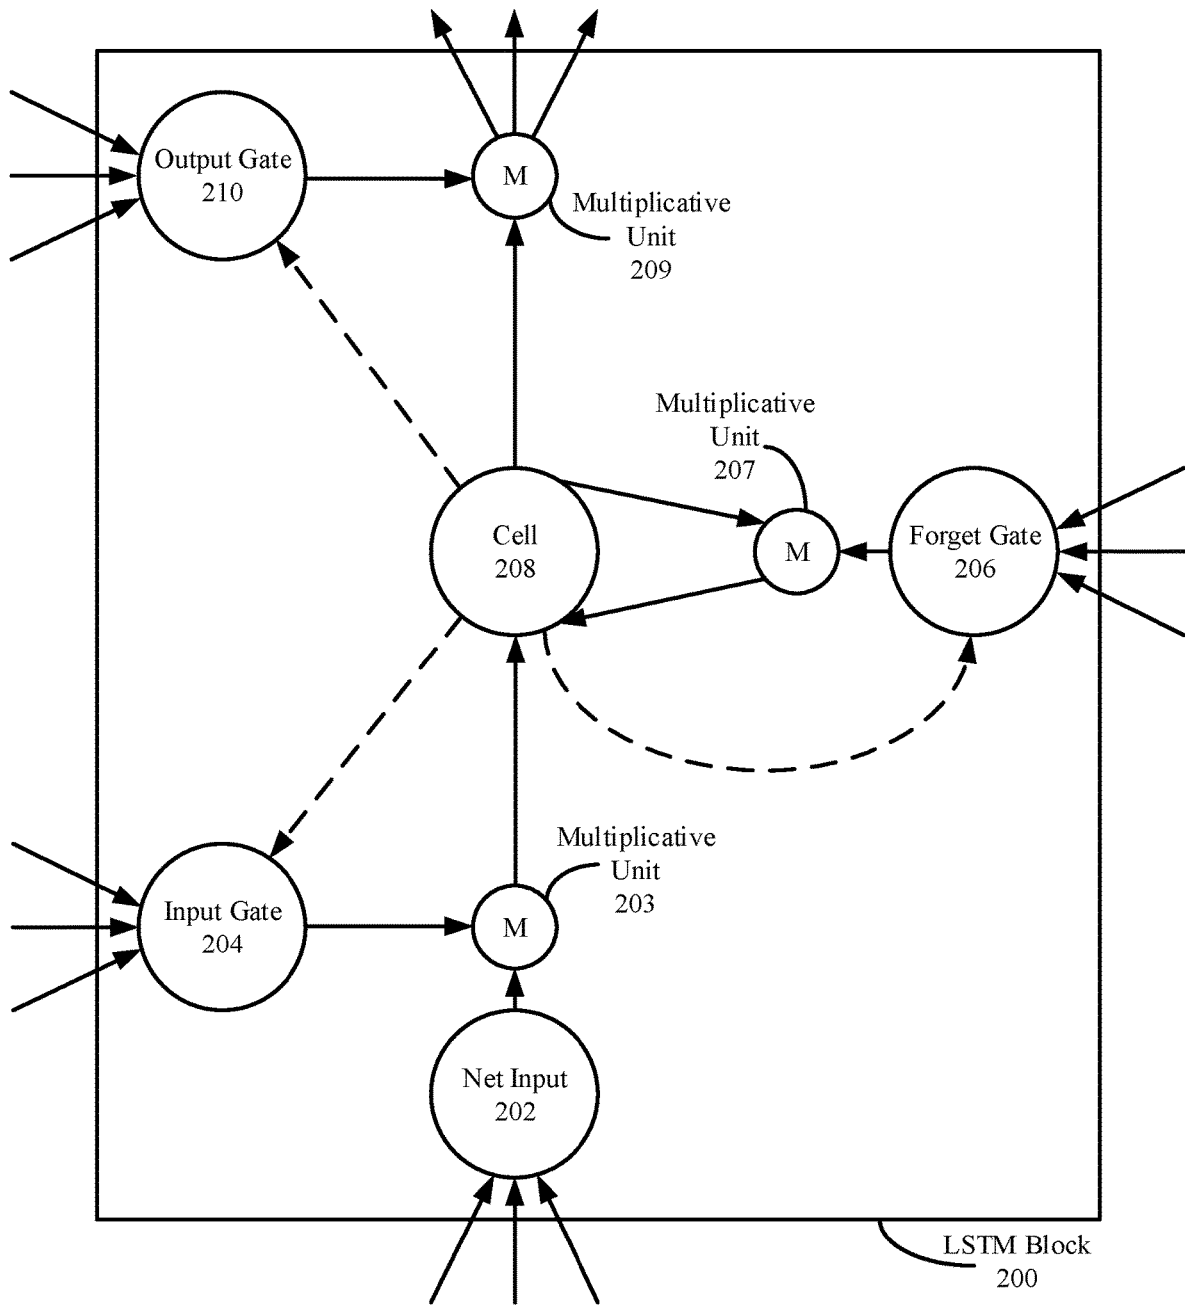 Output Gate
210
M
Multiplicative
Unit
209
Multiplicative
Unit
207
Cell
208
M
Forget Gate
206
Multiplicative
Unit
203
Input Gate
204
M
Net Input
202
LSTM Block
200